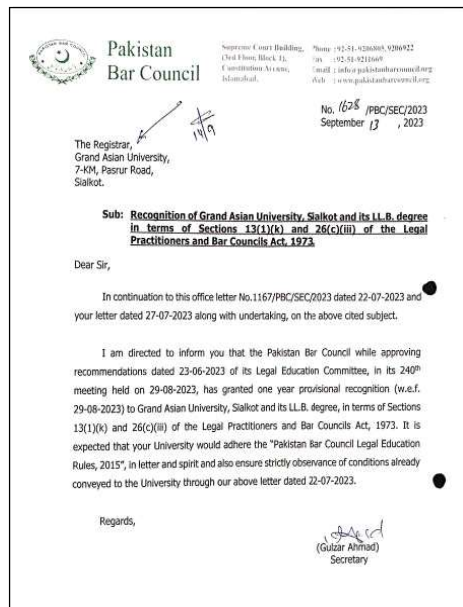 Pakistan
Bar Council
Supreme Court Building,
(3rd Floor, Block I),
Constitution Avenue,
Islamabad.
Phone : 92-51-9206805, 9206922
Fax : 92-51-9211669
Email : info@pakistanbarcouncil.org
Web : www.pakistanbarcouncil.org
No. 1628 /PBC/SEC/2023
September 13 , 2023
14/9
The Registrar,
Grand Asian University,
7-KM, Pasrur Road,
Sialkot.
Sub: Recognition of Grand Asian University, Sialkot and its LL.B. degree
in terms of Sections 13(1)(k) and 26(c)(iii) of the Legal
Practitioners and Bar Councils Act, 1973.
Dear Sir,
In continuation to this office letter No.1167/PBC/SEC/2023 dated 22-07-2023 and
your letter dated 27-07-2023 along with undertaking, on the above cited subject.
I am directed to inform you that the Pakistan Bar Council while approving
recommendations dated 23-06-2023 of its Legal Education Committee, in its 240th
meeting held on 29-08-2023, has granted one year provisional recognition (w.e.f.
29-08-2023) to Grand Asian University, Sialkot and its LL.B. degree, in terms of Sections
13(1)(k) and 26(c)(iii) of the Legal Practitioners and Bar Councils Act, 1973. It is
expected that your University would adhere the "Pakistan Bar Council Legal Education
Rules, 2015", in letter and spirit and also ensure strictly observance of conditions already
conveyed to the University through our above letter dated 22-07-2023.
Regards,
(Gulzar Ahmad)
Secretary